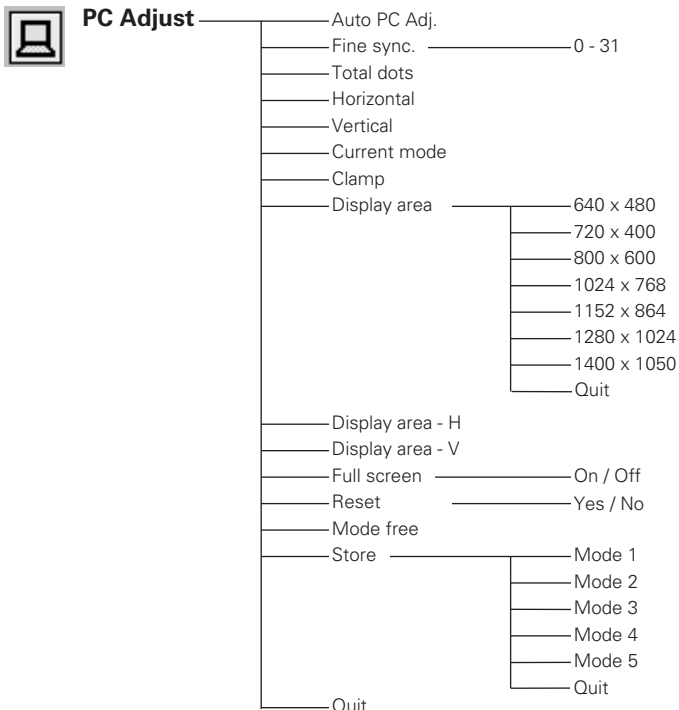 PC Adjust
Auto PC Adj.
Fine sync. 0 - 31
Total dots
Horizontal
Vertical
Current mode
Clamp
Display area 640 x 480
720 x 400
800 x 600
1024 x 768
1152 x 864
1280 x 1024
1400 x 1050
Quit
Display area - H
Display area - V
Full screen On / Off
Reset Yes / No
Mode free
Store Mode 1
Mode 2
Mode 3
Mode 4
Mode 5
Quit
Quit